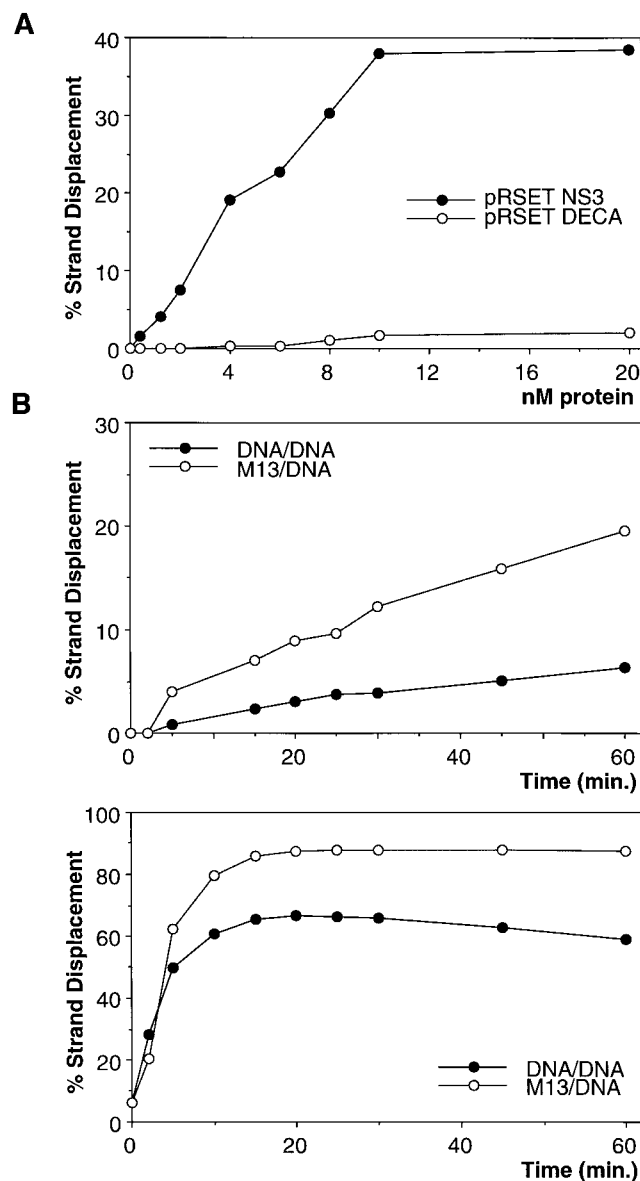 A
% Strand Displacement
40
30
20
10
0
pRSET NS3
pRSET DECA
0 4 8 12 16 20
nM protein
B
% Strand Displacement
30
20
10
0
DNA/DNA
M13/DNA
0 20 40 60
Time (min.)
% Strand Displacement
100
80
60
40
20
0
DNA/DNA
M13/DNA
0 20 40 60
Time (min.)